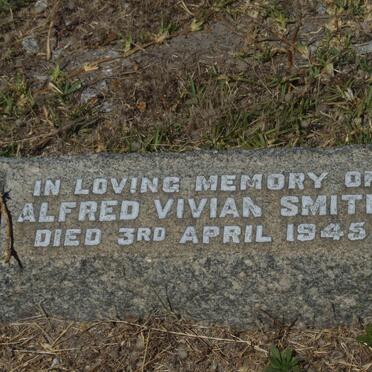 IN LOVING MEMORY OF
ALFRED VIVIAN SMITH
DIED 3RD APRIL 1945